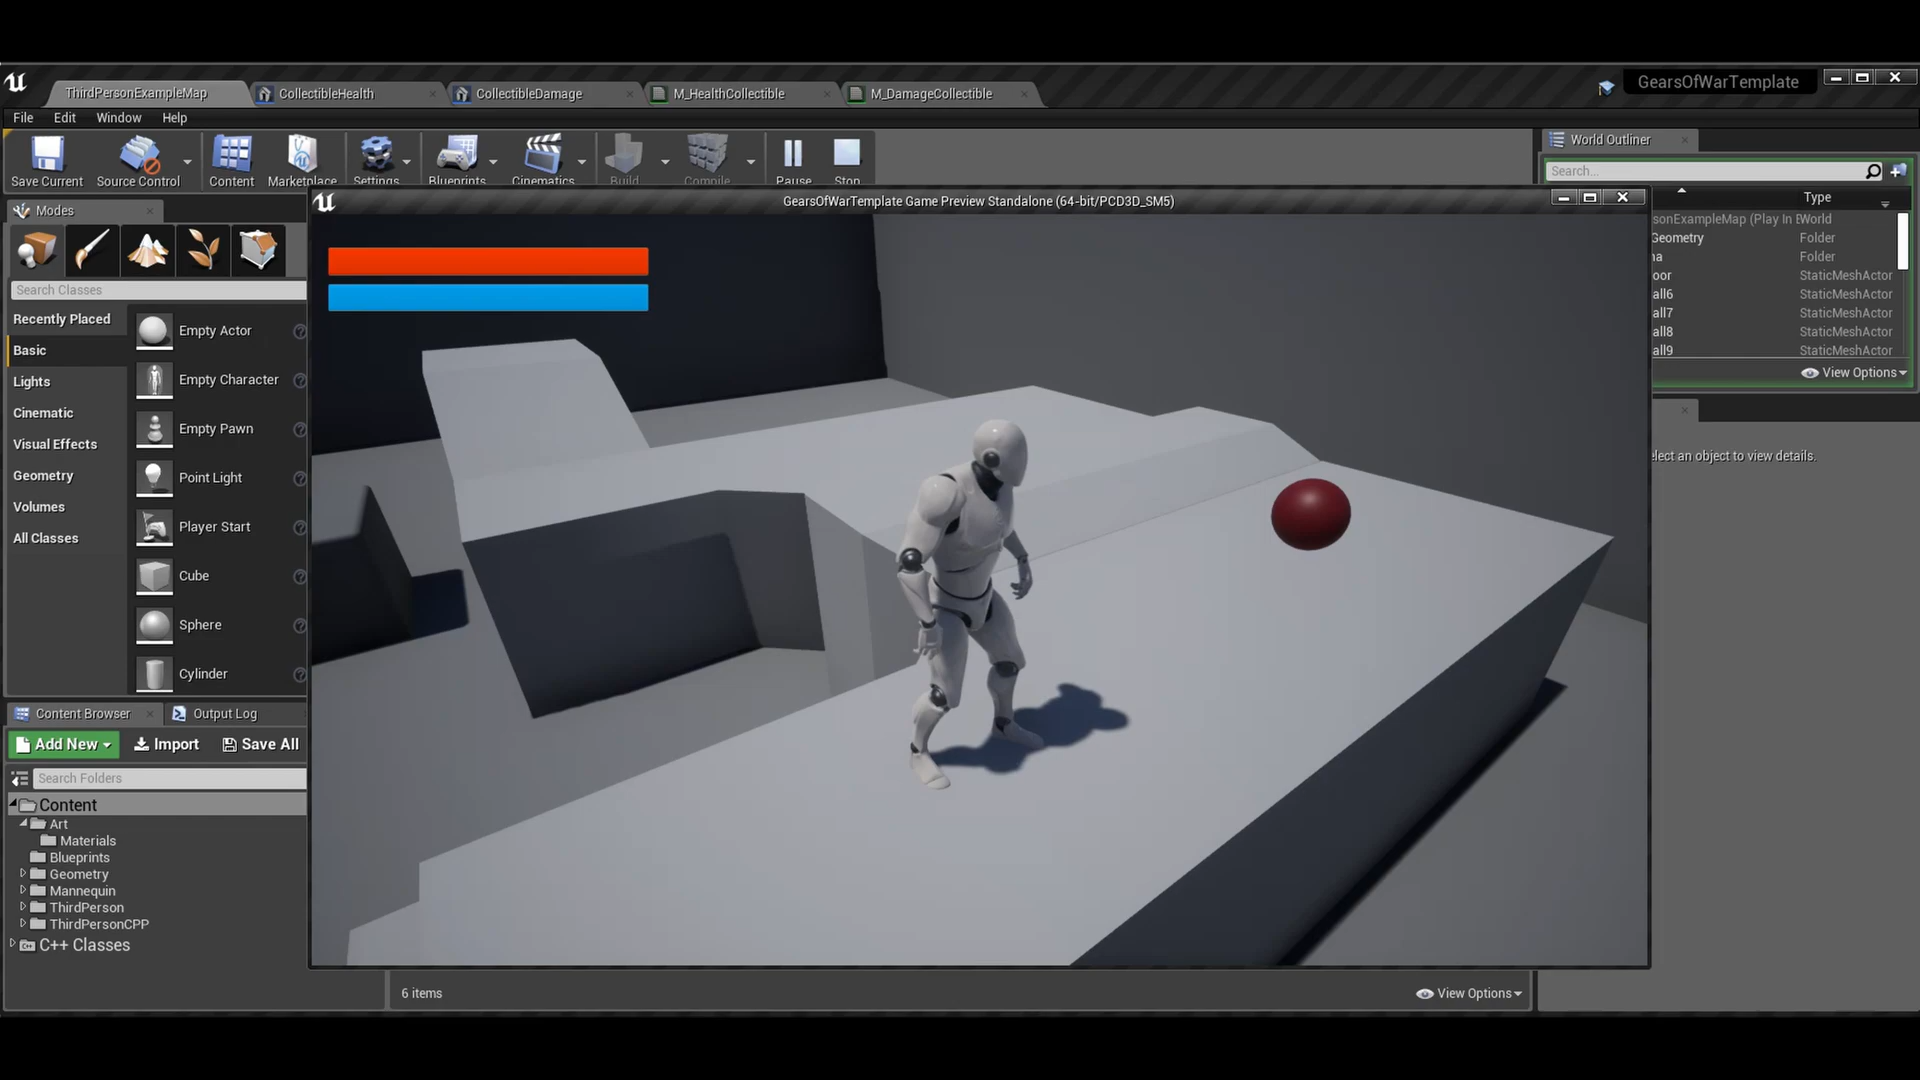 ThirdPersonExampleMap
CollectibleHealth
CollectibleDamage
M_HealthCollectible
M_DamageCollectible
GearsOfWarTemplate
File Edit Window Help
Save Current
Source Control
Content
Marketplace
Settings
Blueprints
Cinematics
Build
Compile
Pause
Stop
World Outliner
Search...
Type
sonExampleMap (Play In E
World
Geometry
Folder
na
Folder
oor
StaticMeshActor
all6
StaticMeshActor
all7
StaticMeshActor
all8
StaticMeshActor
all9
StaticMeshActor
View Options
lect an object to view details.
GearsOfWarTemplate Game Preview Standalone (64-bit/PCD3D_SM5)
Modes
Search Classes
Recently Placed
Basic
Lights
Cinematic
Visual Effects
Geometry
Volumes
All Classes
Empty Actor
Empty Character
Empty Pawn
Point Light
Player Start
Cube
Sphere
Cylinder
Content Browser
Output Log
Add New
Import
Save All
Search Folders
Content
Art
Materials
Blueprints
Geometry
Mannequin
ThirdPerson
ThirdPersonCPP
C++ Classes
6 items
View Options